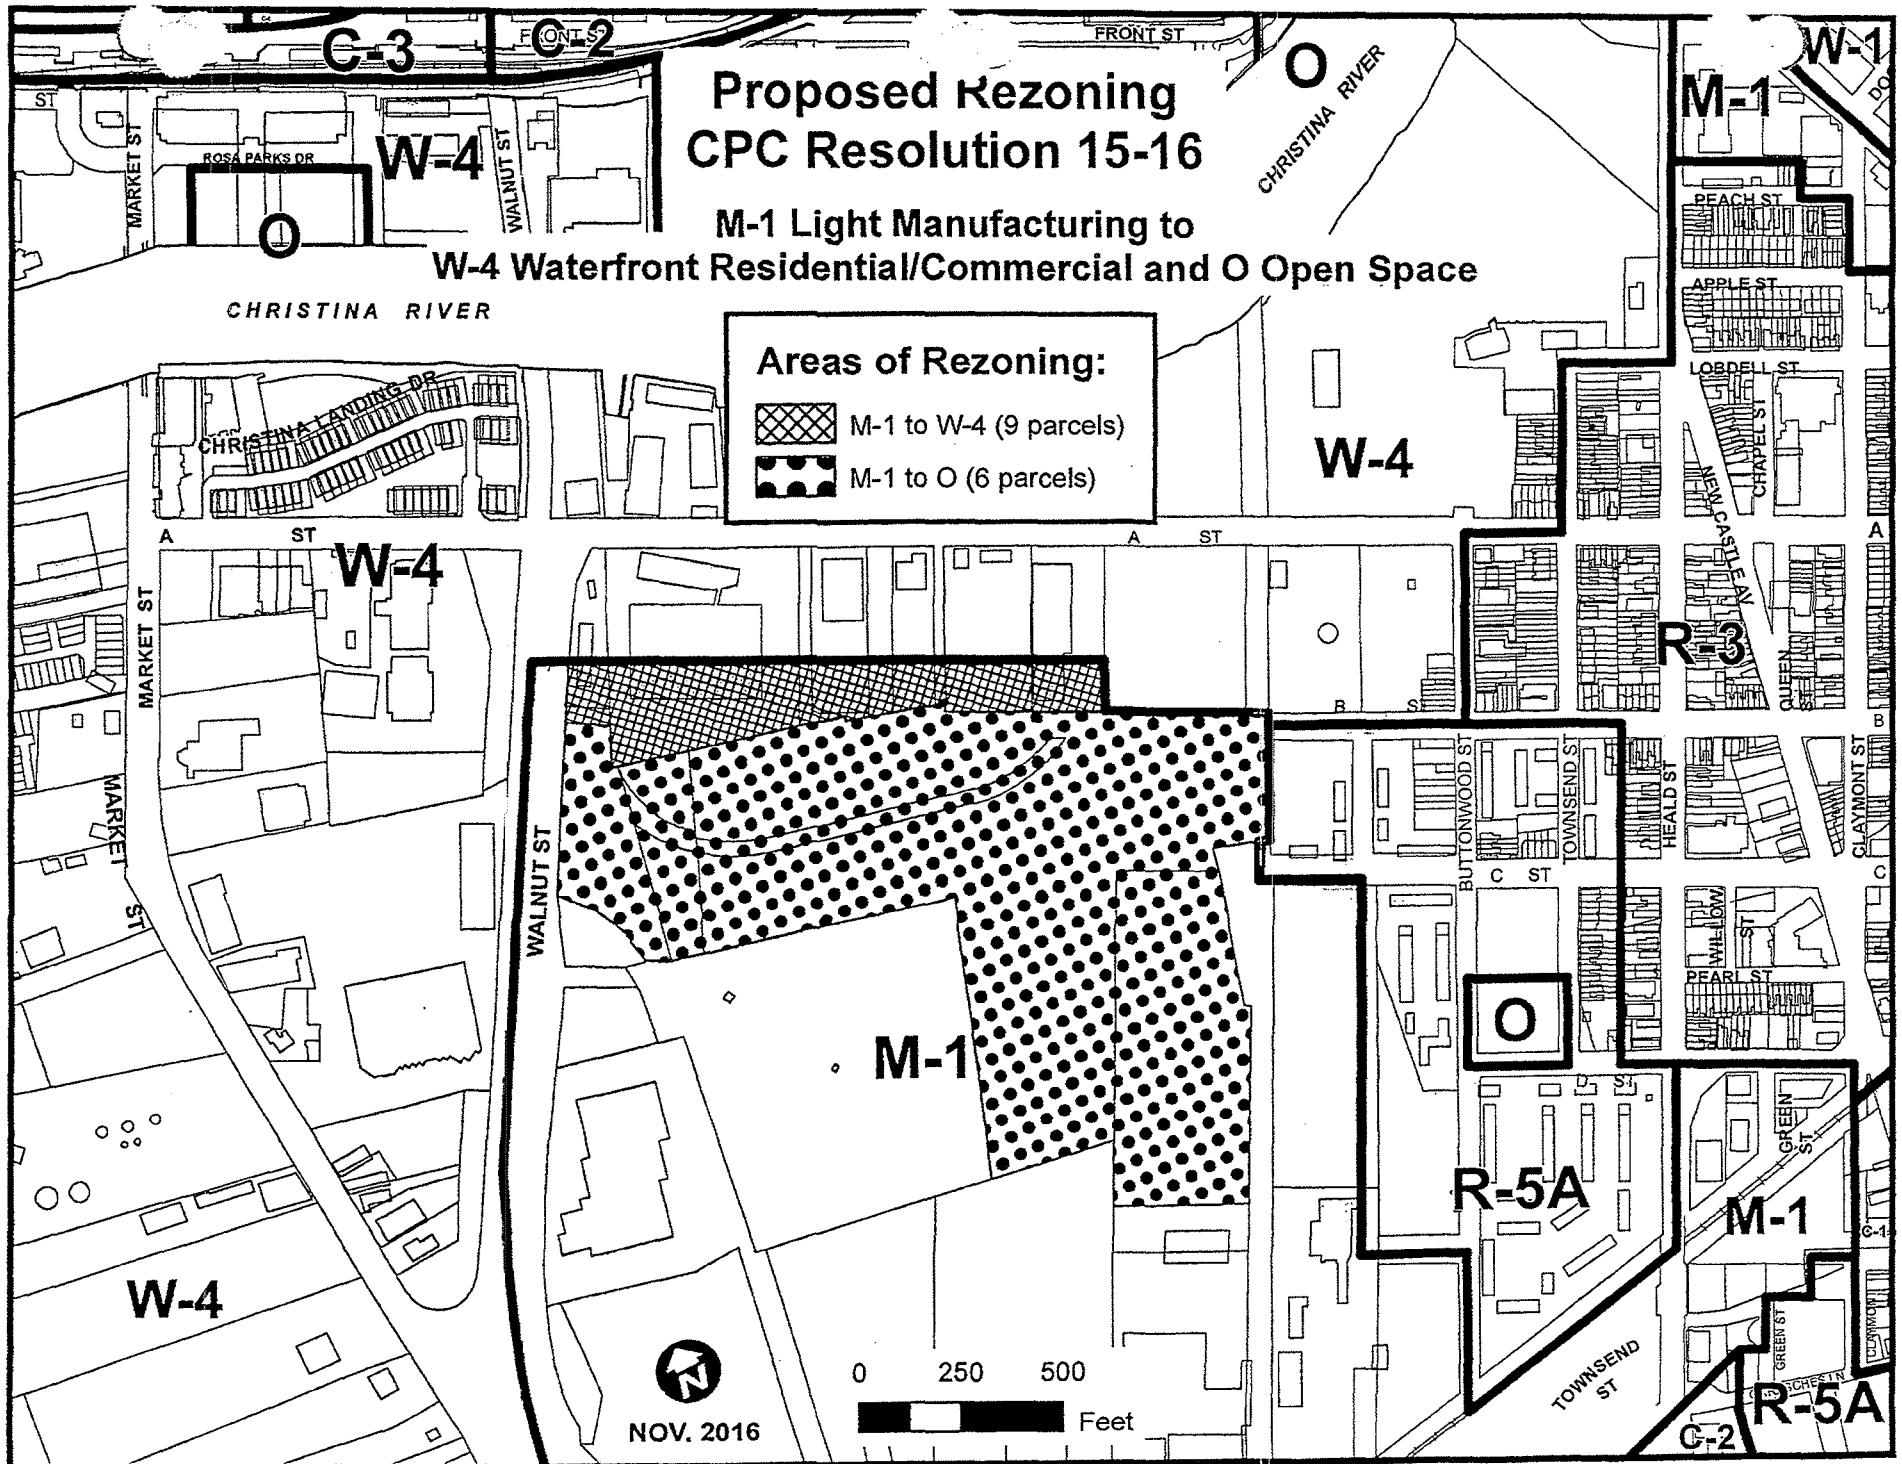 C-3
C-2
FRONT ST
FRONT ST
O
CHRISTINA RIVER
W-1
M-1
Proposed Rezoning
CPC Resolution 15-16
M-1 Light Manufacturing to
W-4 Waterfront Residential/Commercial and O Open Space
ST
MARKET ST
ROSA PARKS DR
W-4
WALNUT ST
O
CHRISTINA RIVER
PEACH ST
APPLE ST
LOBDELL ST
Areas of Rezoning:
M-1 to W-4 (9 parcels)
M-1 to O (6 parcels)
CHRISTINA LANDING DR
W-4
CHAPEL ST
NEW CASTLE AV
A ST
A ST
A
W-4
MARKET ST
R-3
QUEEN ST
B ST
B
MARKET ST
WALNUT ST
BUTTONWOOD ST
TOWNSEND ST
HEALD ST
CLAYMONT ST
C ST
C
WILLOW ST
PEARL ST
O
M-1
D ST
GREEN ST
R-5A
M-1
C-1
W-4
NOV. 2016
N
0 250 500
Feet
TOWNSEND ST
GREEN ST
R-5A
C-2